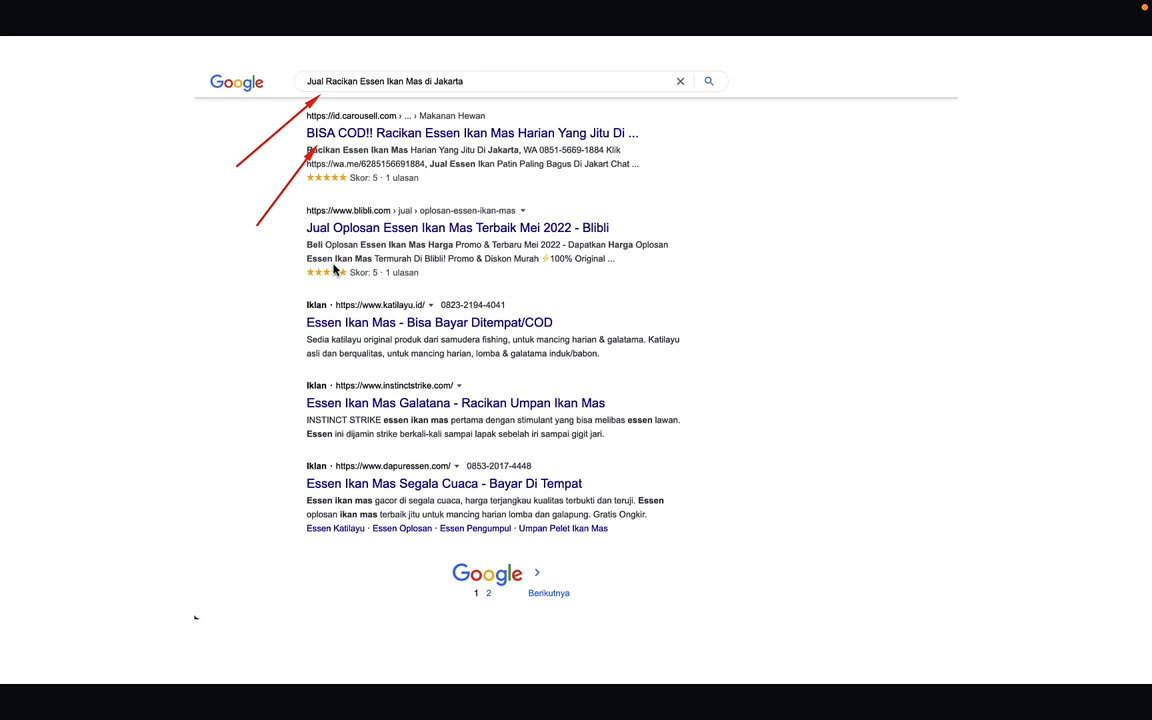 Google
Jual Racikan Essen Ikan Mas di Jakarta
https://id.carousell.com › ... › Makanan Hewan
BISA COD!! Racikan Essen Ikan Mas Harian Yang Jitu Di ...
Racikan Essen Ikan Mas Harian Yang Jitu Di Jakarta, WA 0851-5669-1884 Klik
https://wa.me/6285156691884, Jual Essen Ikan Patin Paling Bagus Di Jakart Chat ...
★★★★★ Skor: 5 · 1 ulasan
https://www.blibli.com › jual › oplosan-essen-ikan-mas
Jual Oplosan Essen Ikan Mas Terbaik Mei 2022 - Blibli
Beli Oplosan Essen Ikan Mas Harga Promo & Terbaru Mei 2022 - Dapatkan Harga Oplosan
Essen Ikan Mas Termurah Di Blibli! Promo & Diskon Murah ⚡100% Original ...
★★★★★ Skor: 5 · 1 ulasan
Iklan · https://www.katilayu.id/ 0823-2194-4041
Essen Ikan Mas - Bisa Bayar Ditempat/COD
Sedia katilayu original produk dari samudera fishing, untuk mancing harian & galatama. Katilayu
asli dan berqualitas, untuk mancing harian, lomba & galatama induk/babon.
Iklan · https://www.instinctstrike.com/
Essen Ikan Mas Galatana - Racikan Umpan Ikan Mas
INSTINCT STRIKE essen ikan mas pertama dengan stimulant yang bisa melibas essen lawan.
Essen ini dijamin strike berkali-kali sampai lapak sebelah iri sampai gigit jari.
Iklan · https://www.dapuressen.com/ 0853-2017-4448
Essen Ikan Mas Segala Cuaca - Bayar Di Tempat
Essen ikan mas gacor di segala cuaca, harga terjangkau kualitas terbukti dan teruji. Essen
oplosan ikan mas terbaik jitu untuk mancing harian lomba dan galapung. Gratis Ongkir.
Essen Katilayu · Essen Oplosan · Essen Pengumpul · Umpan Pelet Ikan Mas
Google >
1 2 Berikutnya